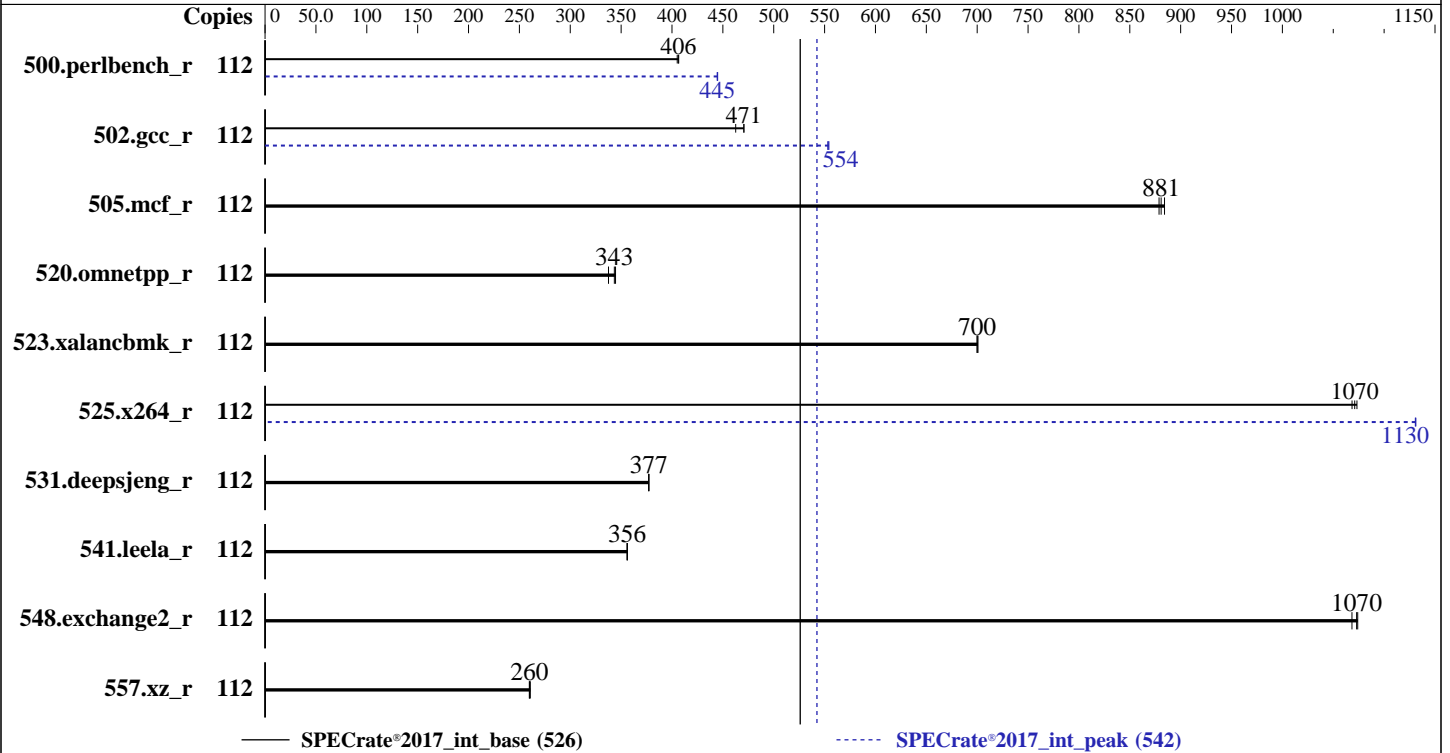 Copies 0 50.0 100 150 200 250 300 350 400 450 500 550 600 650 700 750 800 850 900 950 1000 1150
406
500.perlbench_r 112
445
471
502.gcc_r 112
554
881
505.mcf_r 112
343
520.omnetpp_r 112
700
523.xalancbmk_r 112
1070
525.x264_r 112
1130
377
531.deepsjeng_r 112
356
541.leela_r 112
1070
548.exchange2_r 112
260
557.xz_r 112
SPECrate®2017_int_base (526) SPECrate®2017_int_peak (542)